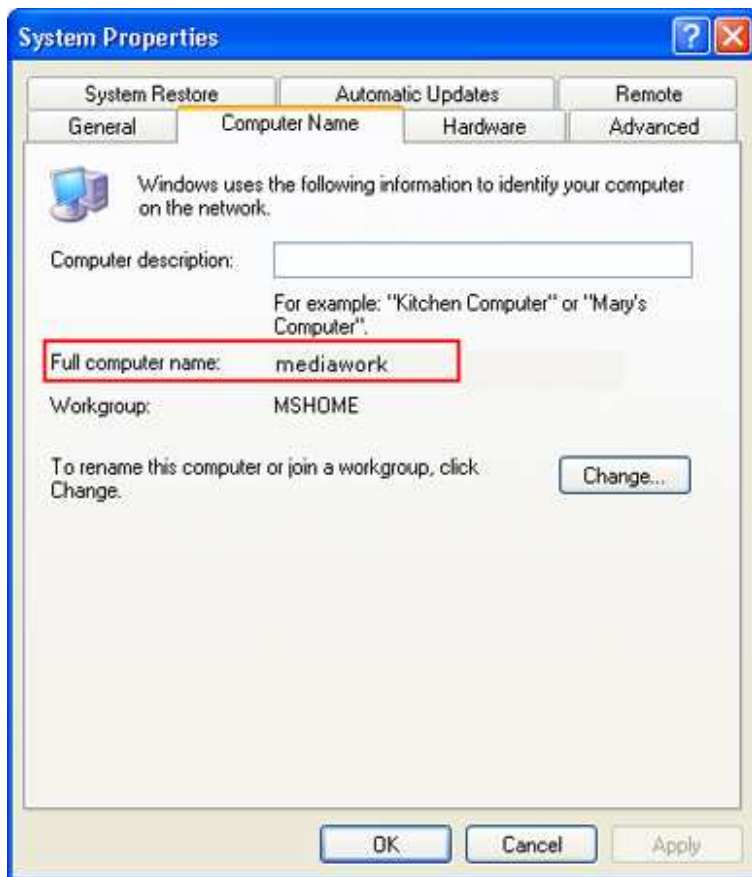 System Properties
System Restore
Automatic Updates
Remote
General
Computer Name
Hardware
Advanced
Windows uses the following information to identify your computer
on the network.
Computer description:
For example: "Kitchen Computer" or "Mary's
Computer".
Full computer name: mediawork
Workgroup: MSHOME
To rename this computer or join a workgroup, click
Change.
Change...
OK
Cancel
Apply